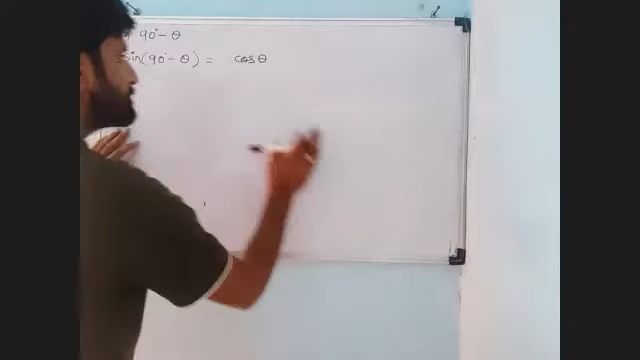 90° - θ
sin(90° - θ) = cosθ